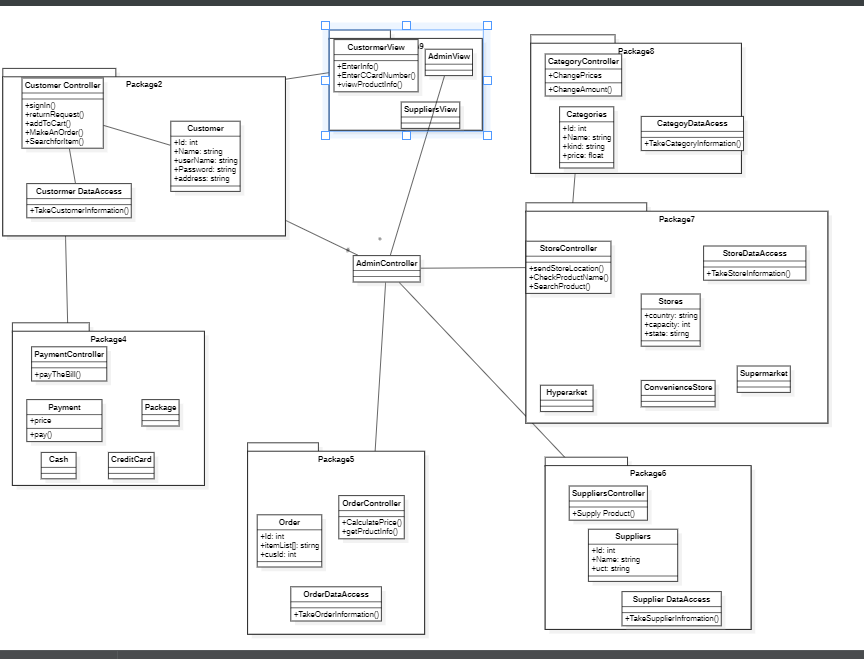 CustormerView
9
+EnterInfo()
+EnterCCardNumber()
+viewProductInfo()
AdminView
SuppliersView
Package2
Customer Controller
+signIn()
+returnRequest()
+addToCart()
+MakeAnOrder()
+SearchforItem()
Customer
+Id: int
+Name: string
+userName: string
+Password: string
+address: string
Custormer DataAccess
+TakeCustomerInformation()
Package8
CategoryController
+ChangePrices
+ChangeAmount()
Categories
+Id: int
+Name: string
+kind: string
+price: float
CategoyDataAcess
+TakeCategoryInformation()
AdminController
Package7
StoreController
+sendStoreLocation()
+CheckProductName()
+SearchProduct()
StoreDataAccess
+TakeStoreInformation()
Stores
+country: string
+capacity: int
+state: stirng
Hyperarket
ConvenienceStore
Supermarket
Package4
PaymentController
+payTheBill()
Payment
+price
+pay()
Package
Cash
CreditCard
Package5
OrderController
+CalculatePrice()
+getPrductInfo()
Order
+Id: int
+itemList[]: stirng
+cusId: int
OrderDataAccess
+TakeOrderInformation()
Package6
SuppliersController
+Supply Product()
Suppliers
+Id: int
+Name: string
+uct: string
Supplier DataAccess
+TakeSupplierInfromation()